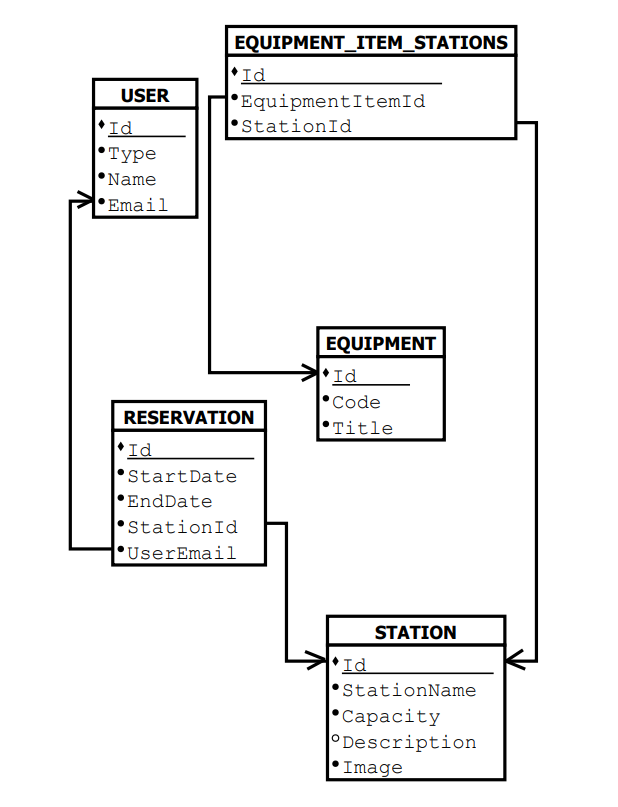 EQUIPMENT_ITEM_STATIONS
Id
EquipmentItemId
StationId
USER
Id
Type
Name
Email
EQUIPMENT
Id
Code
Title
RESERVATION
Id
StartDate
EndDate
StationId
UserEmail
STATION
Id
StationName
Capacity
Description
Image